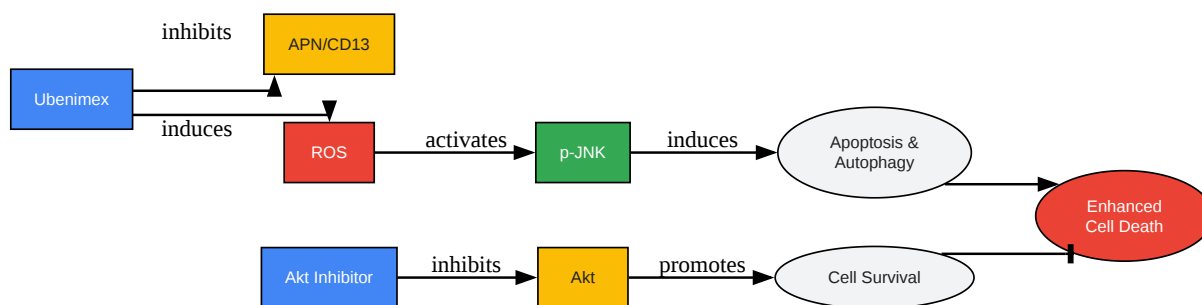 inhibits
APN/CD13
Ubenimex
induces
ROS
activates
p-JNK
induces
Apoptosis &
Autophagy
Enhanced
Cell Death
Akt Inhibitor
inhibits
Akt
promotes
Cell Survival